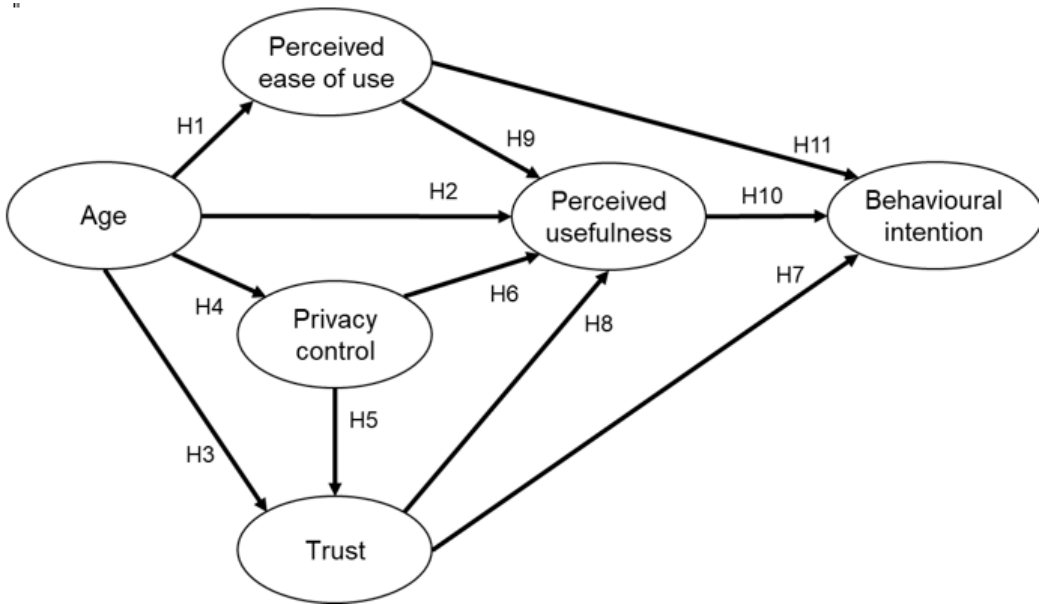 "
Perceived
ease of use
H1
H9
H11
Age
H2
Perceived
usefulness
H10
Behavioural
intention
H4
H6
H7
Privacy
control
H8
H5
H3
Trust